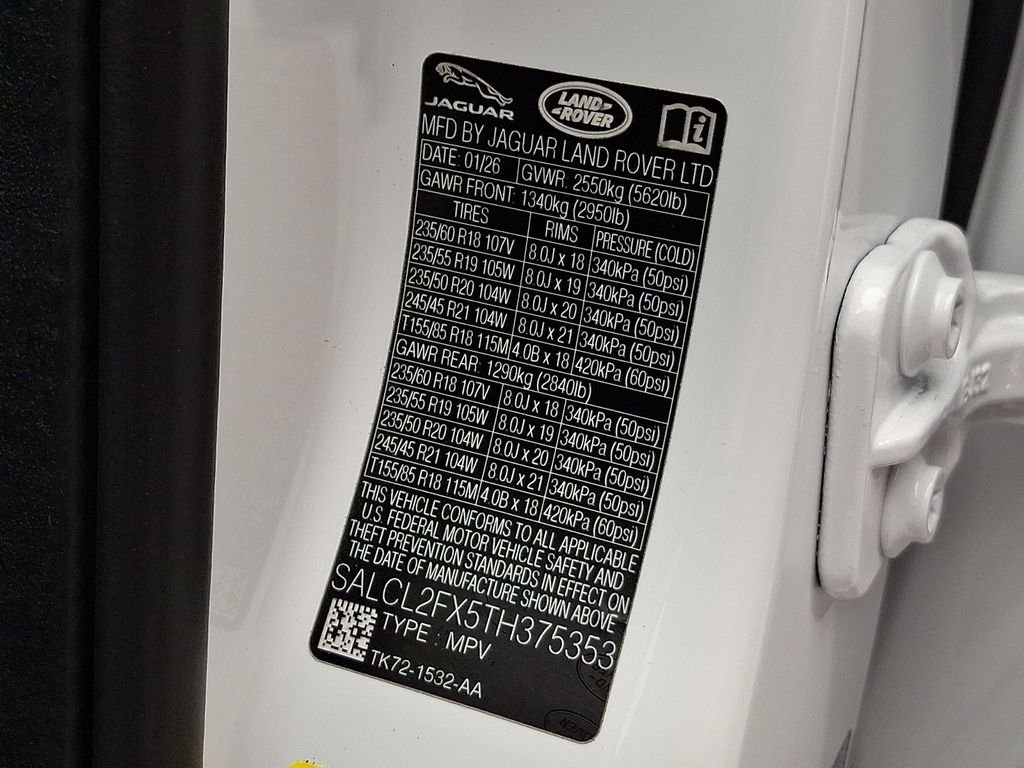 JAGUAR LAND ROVER
MFD BY JAGUAR LAND ROVER LTD
DATE: 01/26 GVWR: 2550kg (5620lb)
GAWR FRONT: 1340kg (2950lb)
TIRES RIMS PRESSURE (COLD)
235/60 R18 107V 8.0J x 18 340kPa (50psi)
235/55 R19 105W 8.0J x 19 340kPa (50psi)
235/50 R20 104W 8.0J x 20 340kPa (50psi)
245/45 R21 104W 8.0J x 21 340kPa (50psi)
T155/85 R18 115M 4.0B x 18 420kPa (60psi)
GAWR REAR: 1290kg (2840lb)
235/60 R18 107V 8.0J x 18 340kPa (50psi)
235/55 R19 105W 8.0J x 19 340kPa (50psi)
235/50 R20 104W 8.0J x 20 340kPa (50psi)
245/45 R21 104W 8.0J x 21 340kPa (50psi)
T155/85 R18 115M 4.0B x 18 420kPa (60psi)
THIS VEHICLE CONFORMS TO ALL APPLICABLE
U.S. FEDERAL MOTOR VEHICLE SAFETY AND
THEFT PREVENTION STANDARDS IN EFFECT ON
THE DATE OF MANUFACTURE SHOWN ABOVE
SALCL2FX5TH375353
TYPE : MPV
TK72-1532-AA